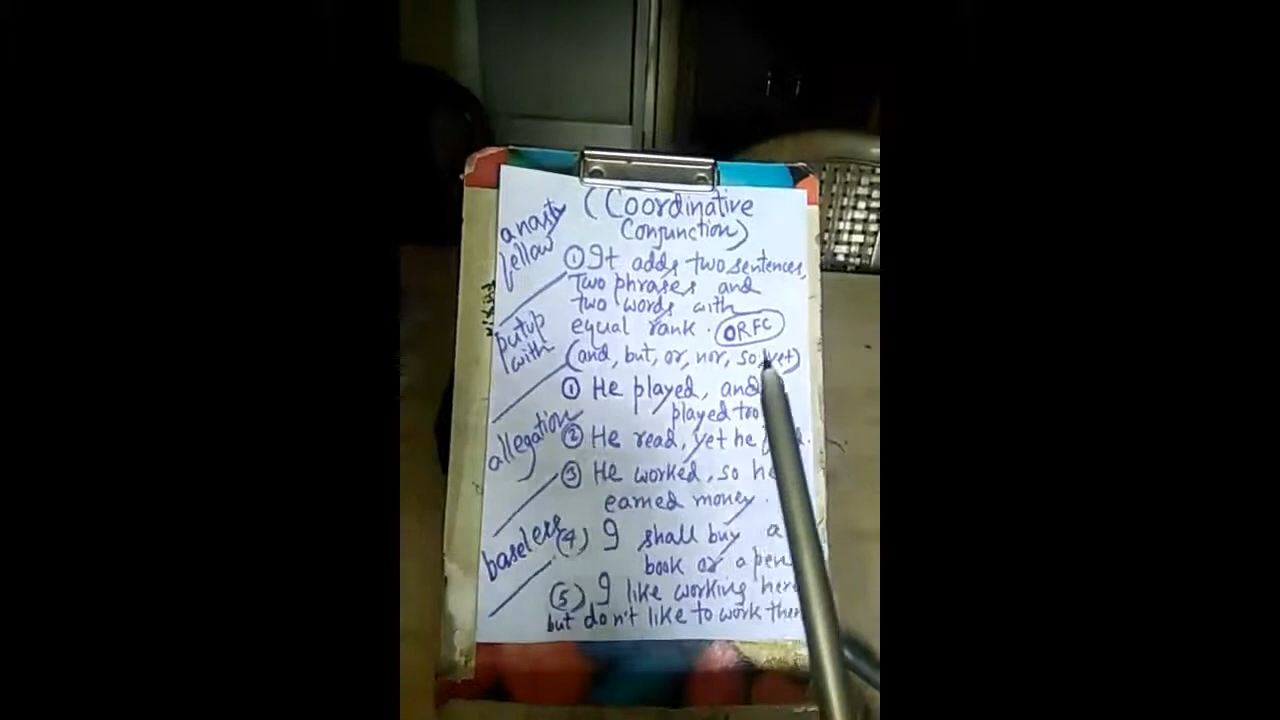 (Coordinative
Conjunction)
① It adds two sentences,
Two phrases and
two words with
equal rank. ORFC
(and, but, or, nor, so, yet)
① He played, and
played too
② He read, yet he
③ He worked, so he
earned money.
(4) I shall buy a
book or a pen
(5) I like working here
but don't like to work there
a nasty
fellow
put up
with
allegation
baseless